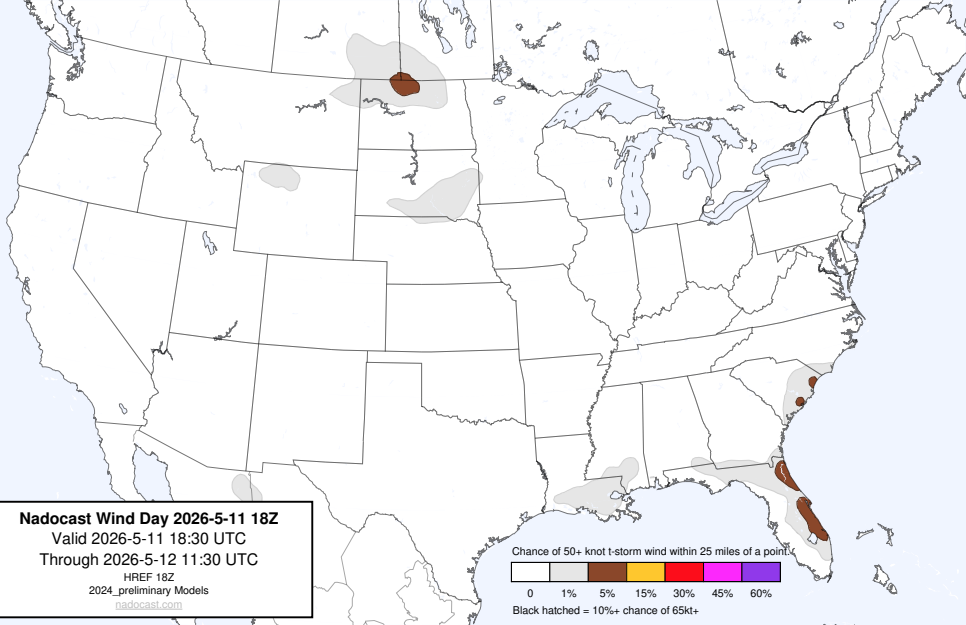 Nadocast Wind Day 2026-5-11 18Z
Valid 2026-5-11 18:30 UTC
Through 2026-5-12 11:30 UTC
HREF 18Z
2024_preliminary Models
nadocast.com
Chance of 50+ knot t-storm wind within 25 miles of a point.
0 1% 5% 15% 30% 45% 60%
Black hatched = 10%+ chance of 65kt+